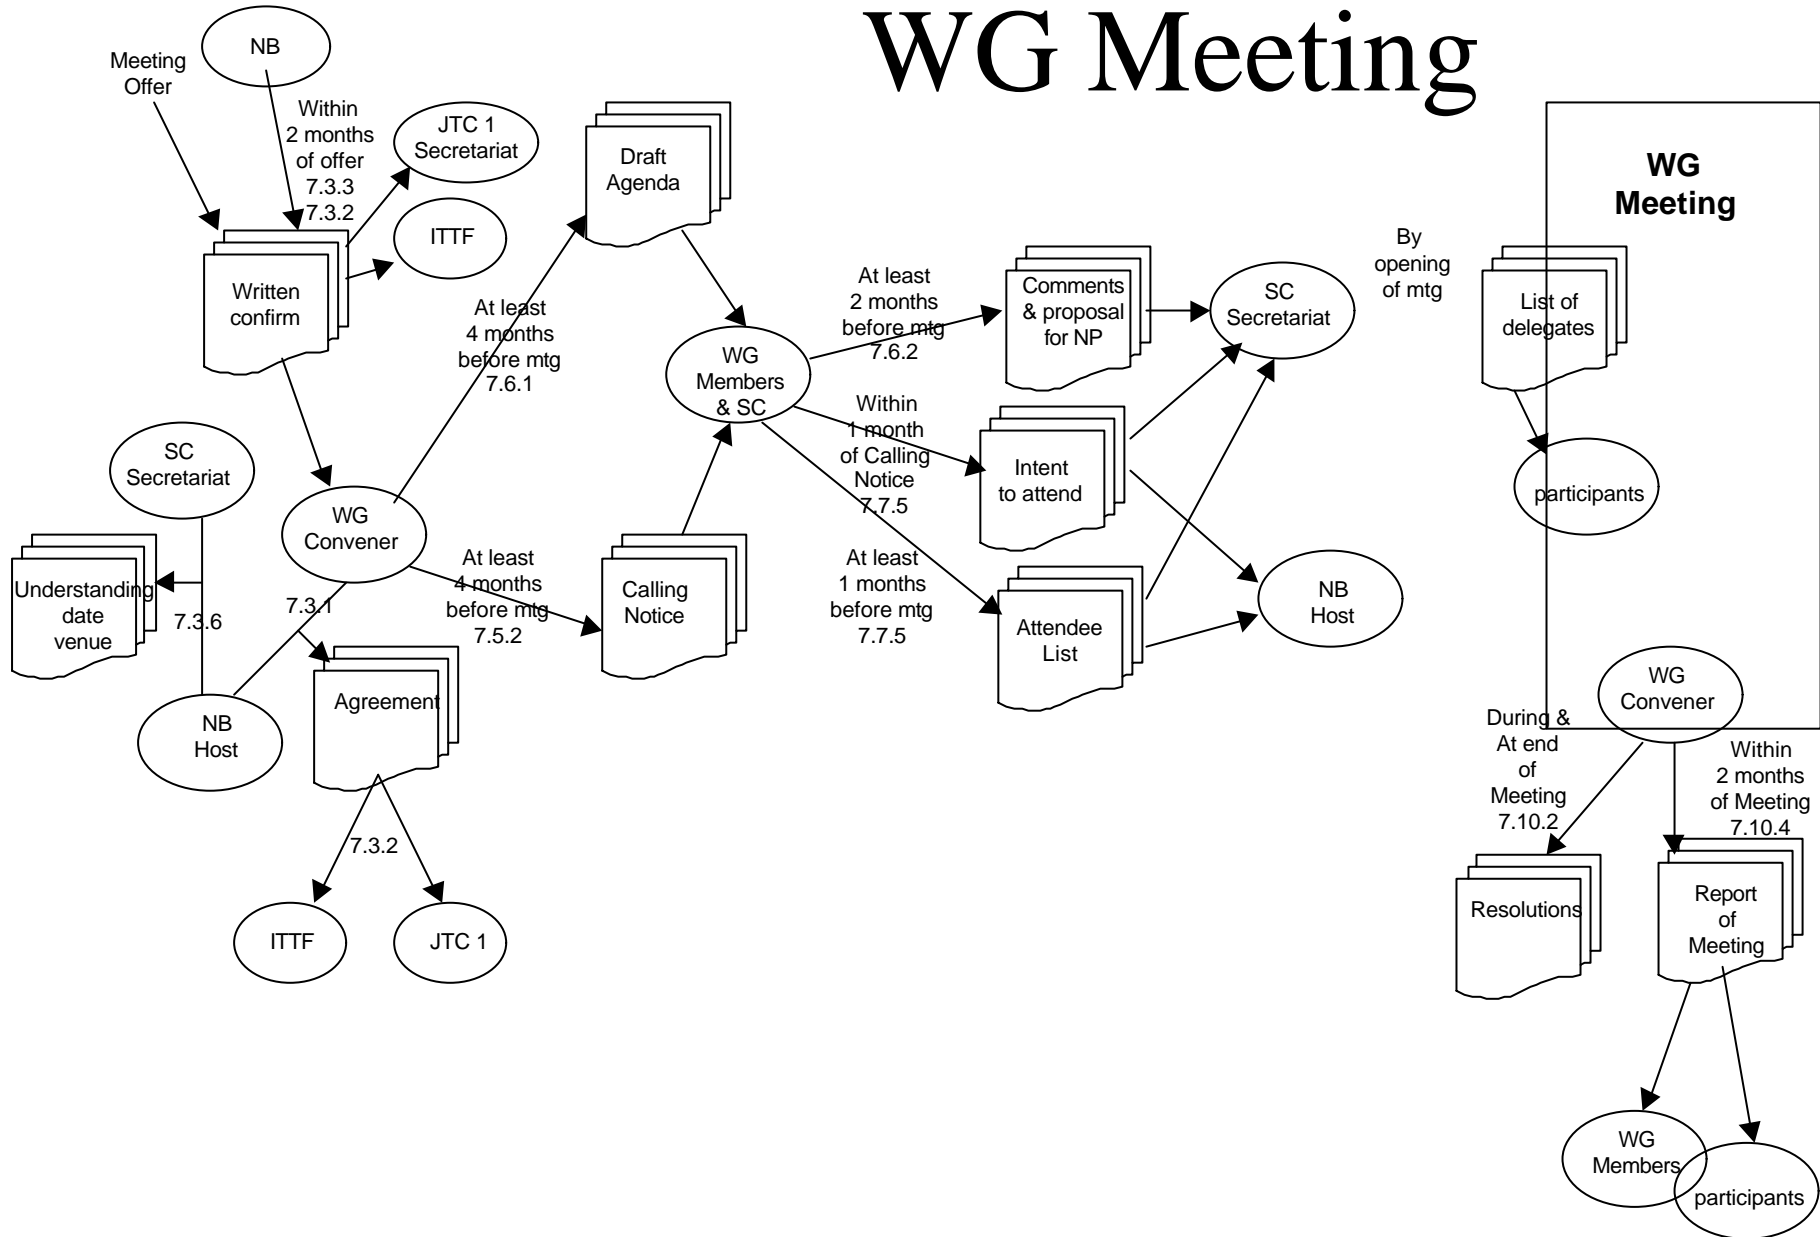 WG Meeting
NB
Meeting
Offer
Within
2 months
of offer
7.3.3
7.3.2
JTC 1
Secretariat
ITTF
Written
confirm
Draft
Agenda
At least
4 months
before mtg
7.6.1
WG
Members
& SC
At least
2 months
before mtg
7.6.2
Comments
& proposal
for NP
SC
Secretariat
By
opening
of mtg
WG
Meeting
List of
delegates
participants
SC
Secretariat
WG
Convener
Understanding
date
venue
7.3.6
7.3.1
At least
4 months
before mtg
7.5.2
Calling
Notice
Within
1 month
of Calling
Notice
7.7.5
Intent
to attend
At least
1 months
before mtg
7.7.5
Attendee
List
NB
Host
NB
Host
Agreement
7.3.2
ITTF
JTC 1
WG
Convener
During &
At end
of
Meeting
7.10.2
Within
2 months
of Meeting
7.10.4
Resolutions
Report
of
Meeting
WG
Members
participants